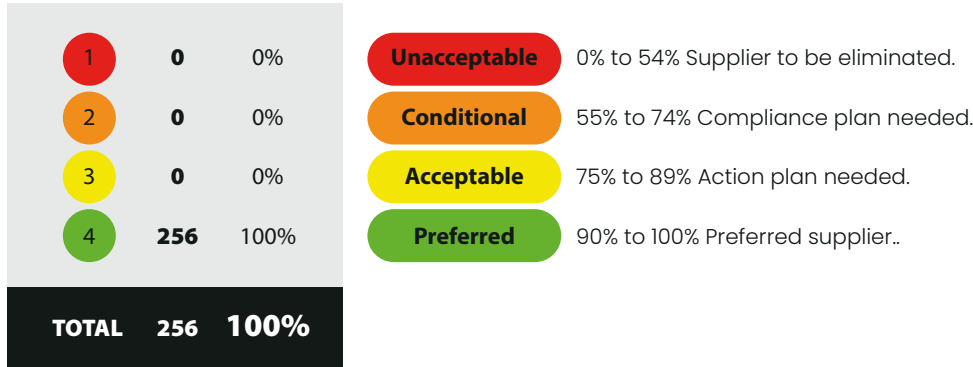 1 0 0% Unacceptable 0% to 54% Supplier to be eliminated.
2 0 0% Conditional 55% to 74% Compliance plan needed.
3 0 0% Acceptable 75% to 89% Action plan needed.
4 256 100% Preferred 90% to 100% Preferred supplier..
TOTAL 256 100%